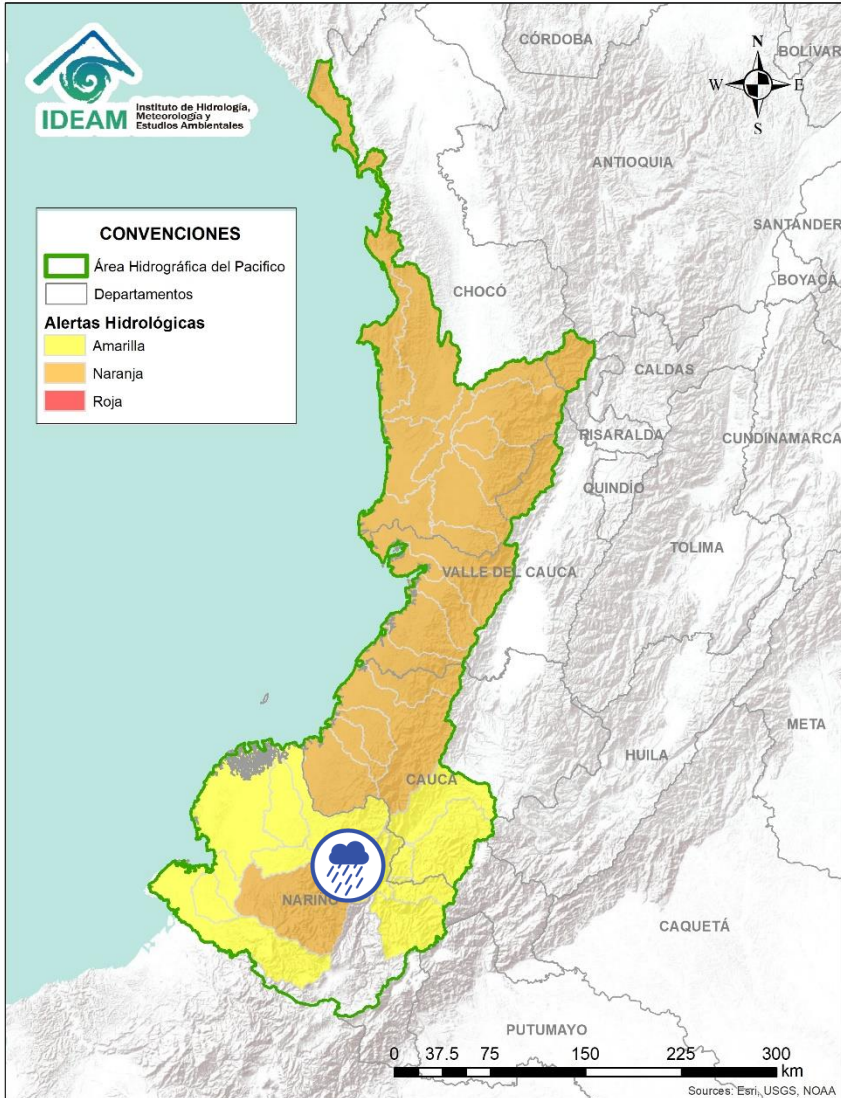 IDEAM
Instituto de Hidrología,
Meteorología y
Estudios Ambientales
CONVENCIONES
Área Hidrográfica del Pacifico
Departamentos
Alertas Hidrológicas
Amarilla
Naranja
Roja
N
W E
S
CÓRDOBA
BOLÍVAR
ANTIOQUIA
SANTANDER
BOYACÁ
CHOCÓ
CALDAS
RISARALDA
CUNDINAMARCA
QUINDÍO
TOLIMA
VALLE DEL CAUCA
META
HUILA
CAUCA
NARIÑO
CAQUETÁ
PUTUMAYO
0 37.5 75 150 225 300
km
Sources: Esri, USGS, NOAA